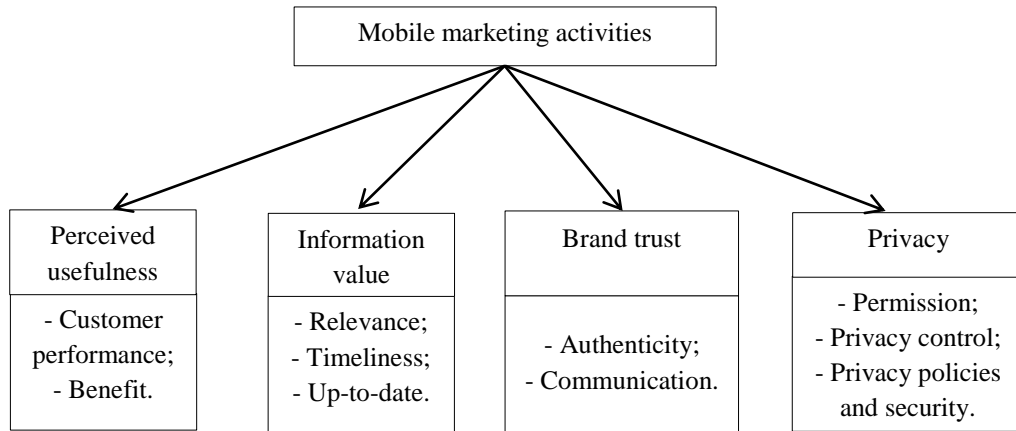 Mobile marketing activities
Perceived
usefulness
- Customer
performance;
- Benefit.
Information
value
- Relevance;
- Timeliness;
- Up-to-date.
Brand trust
- Authenticity;
- Communication.
Privacy
- Permission;
- Privacy control;
- Privacy policies
and security.